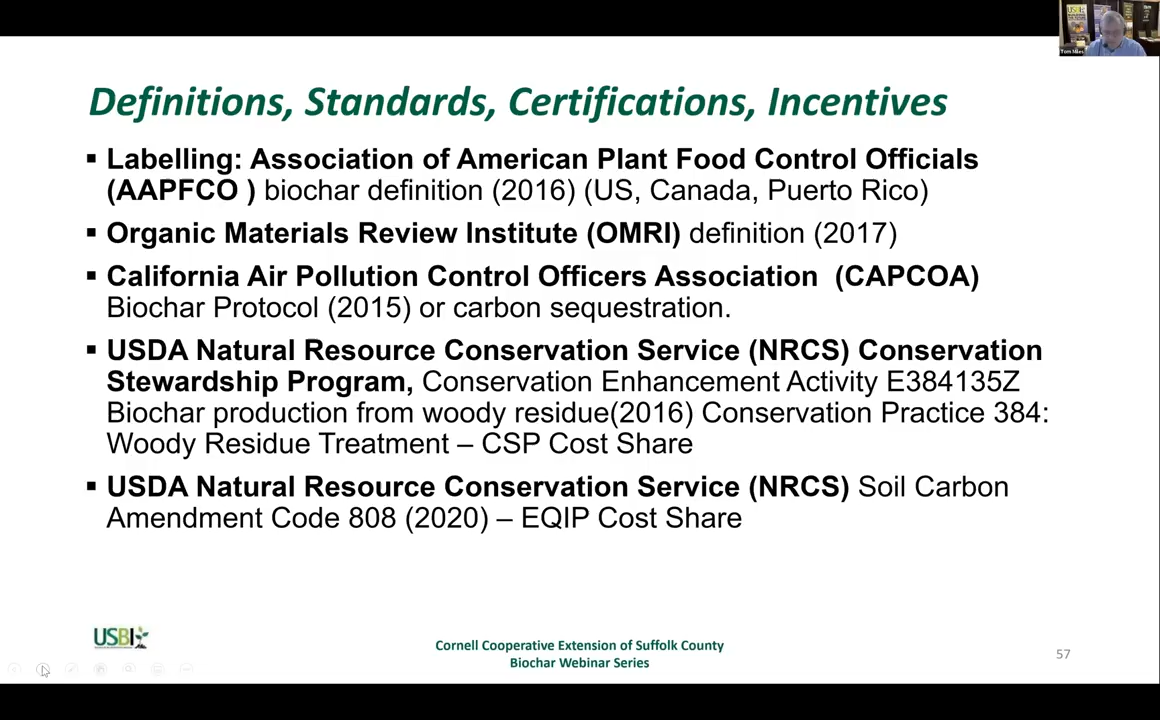 Tom Miles
Definitions, Standards, Certifications, Incentives
▪ Labelling: Association of American Plant Food Control Officials
(AAPFCO ) biochar definition (2016) (US, Canada, Puerto Rico)
▪ Organic Materials Review Institute (OMRI) definition (2017)
▪ California Air Pollution Control Officers Association (CAPCOA)
Biochar Protocol (2015) or carbon sequestration.
▪ USDA Natural Resource Conservation Service (NRCS) Conservation
Stewardship Program, Conservation Enhancement Activity E384135Z
Biochar production from woody residue(2016) Conservation Practice 384:
Woody Residue Treatment – CSP Cost Share
▪ USDA Natural Resource Conservation Service (NRCS) Soil Carbon
Amendment Code 808 (2020) – EQIP Cost Share
USBI
Cornell Cooperative Extension of Suffolk County
Biochar Webinar Series
57